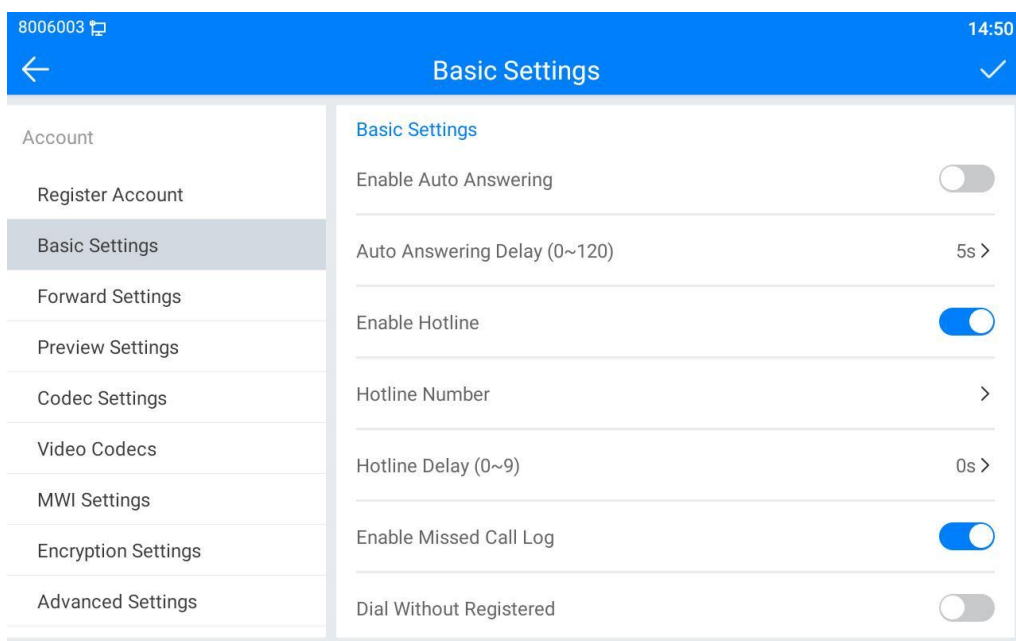 8006003
14:50
Basic Settings
Account
Register Account
Basic Settings
Forward Settings
Preview Settings
Codec Settings
Video Codecs
MWI Settings
Encryption Settings
Advanced Settings
Basic Settings
Enable Auto Answering
Auto Answering Delay (0~120) 5s
Enable Hotline
Hotline Number
Hotline Delay (0~9) 0s
Enable Missed Call Log
Dial Without Registered